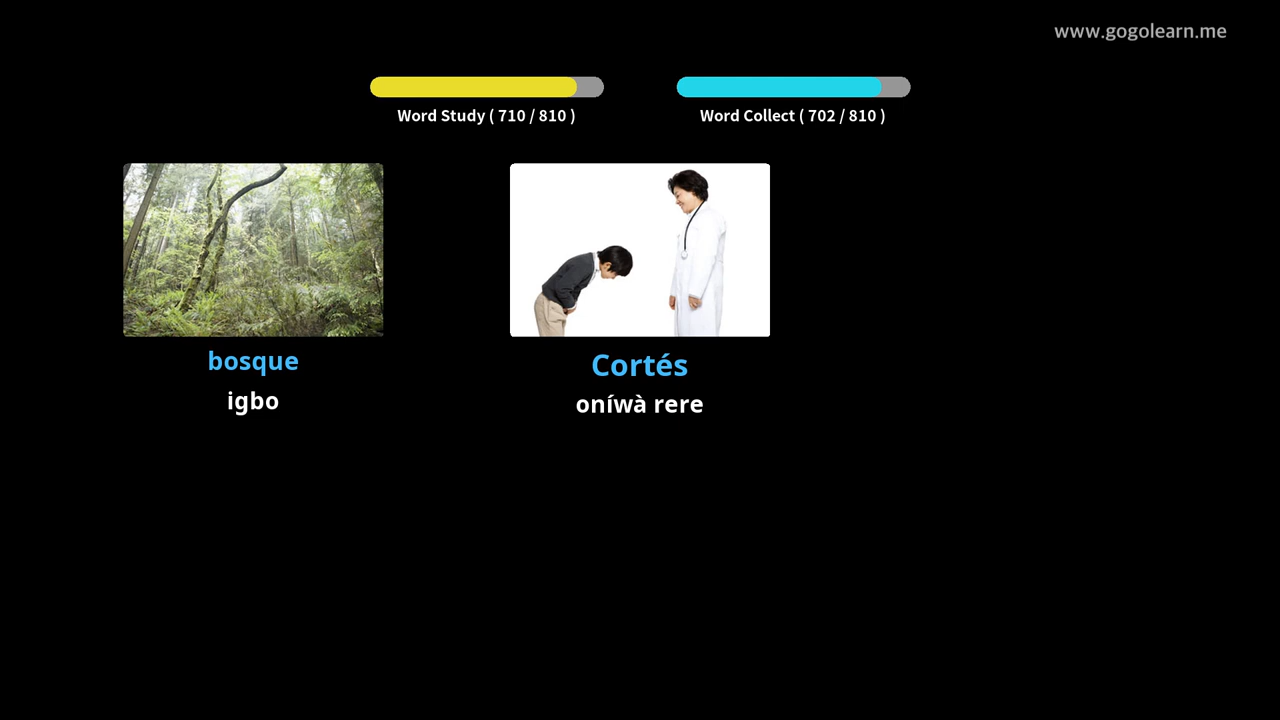 www.gogolearn.me
Word Study ( 710 / 810 )
Word Collect ( 702 / 810 )
bosque
igbo
Cortés
oníwà rere